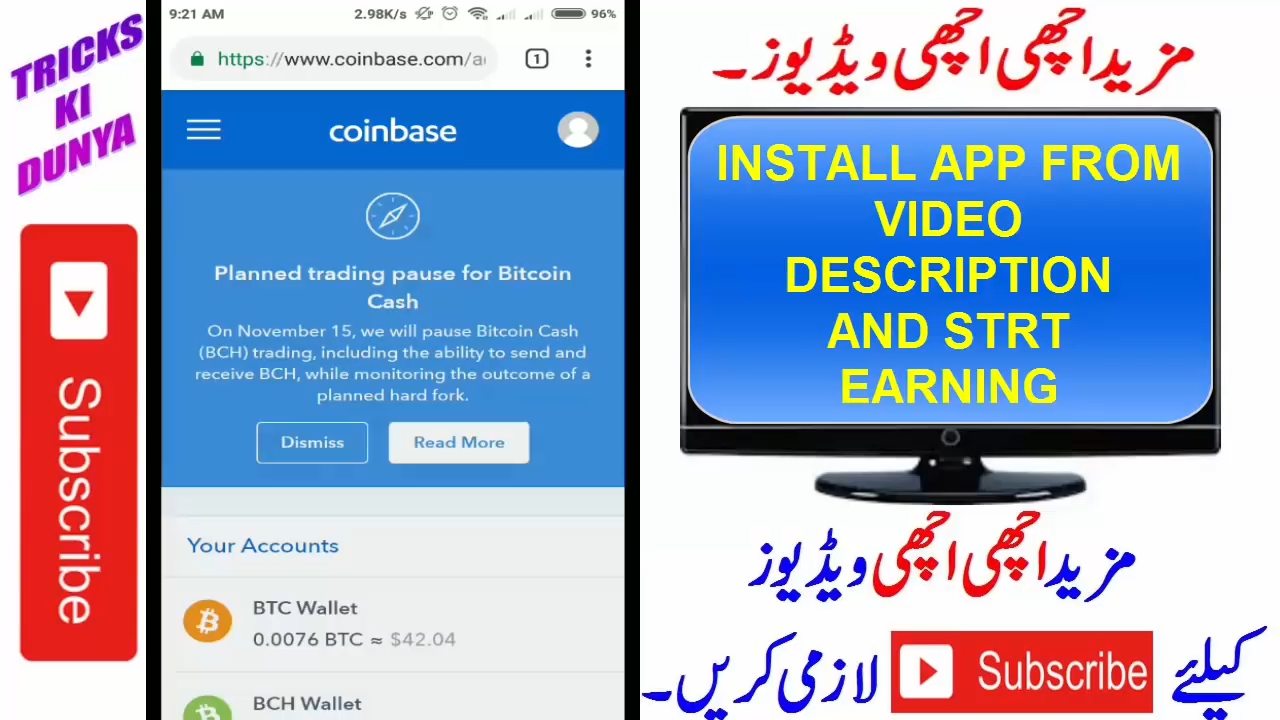 TRICKS
KI
DUNYA
Subscribe
9:21 AM
2.98K/s
96%
https://www.coinbase.com/a
1
coinbase
Planned trading pause for Bitcoin
Cash
On November 15, we will pause Bitcoin Cash
(BCH) trading, including the ability to send and
receive BCH, while monitoring the outcome of a
planned hard fork.
Dismiss
Read More
Your Accounts
BTC Wallet
0.0076 BTC ≈ $42.04
BCH Wallet
مزیداچھی اچھی ویڈیوز۔
INSTALL APP FROM
VIDEO
DESCRIPTION
AND STRT
EARNING
مزیداچھی اچھی ویڈیوز
کیلئے Subscribe لازمی کریں۔